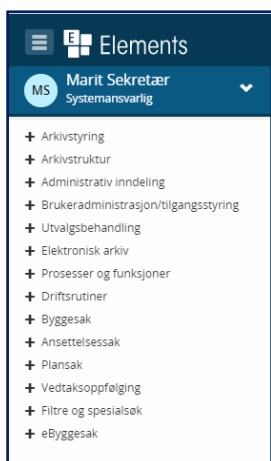 E Elements
MS Marit Sekretær
Systemansvarlig
+ Arkivstyring
+ Arkivstruktur
+ Administrativ inndeling
+ Brukeradministrasjon/tilgangsstyring
+ Utvalgsbehandling
+ Elektronisk arkiv
+ Prosesser og funksjoner
+ Driftsrutiner
+ Byggesak
+ Ansettelsessak
+ Plansak
+ Vedtaksoppfølging
+ Filtre og spesialsøk
+ eByggesak